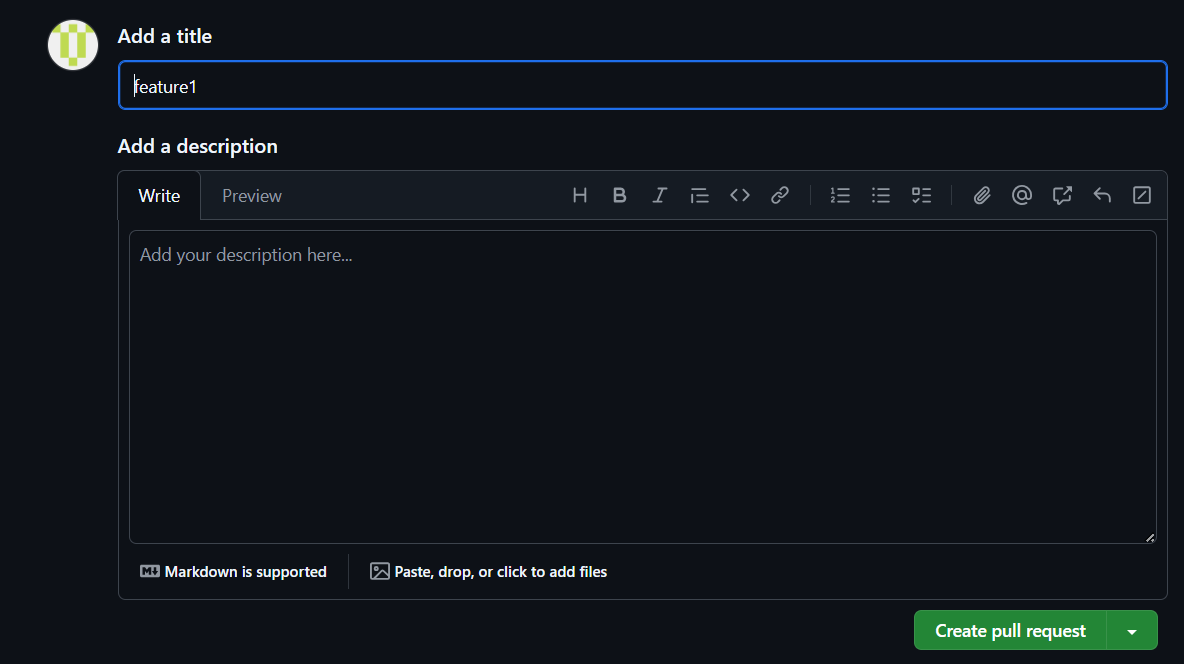 Add a title
feature1
Add a description
Write Preview
Add your description here...
Markdown is supported Paste, drop, or click to add files
Create pull request